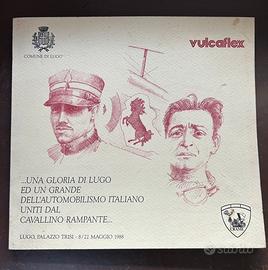 COMUNE DI LUGO
vulcaflex
...UNA GLORIA DI LUGO
ED UN GRANDE
DELL'AUTOMOBILISMO ITALIANO
UNITI DAL
CAVALLINO RAMPANTE...
LUGO, PALAZZO TRISI - 8/22 MAGGIO 1988
subito